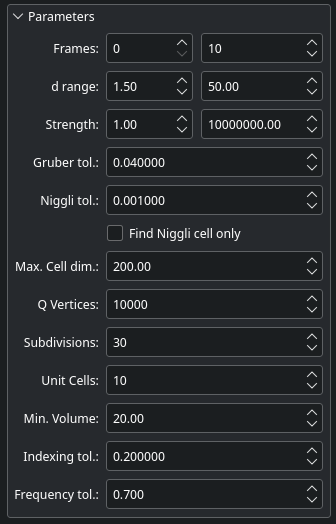 Parameters
Frames: 0 10
d range: 1.50 50.00
Strength: 1.00 10000000.00
Gruber tol.: 0.040000
Niggli tol.: 0.001000
Find Niggli cell only
Max. Cell dim.: 200.00
Q Vertices: 10000
Subdivisions: 30
Unit Cells: 10
Min. Volume: 20.00
Indexing tol.: 0.200000
Frequency tol.: 0.700